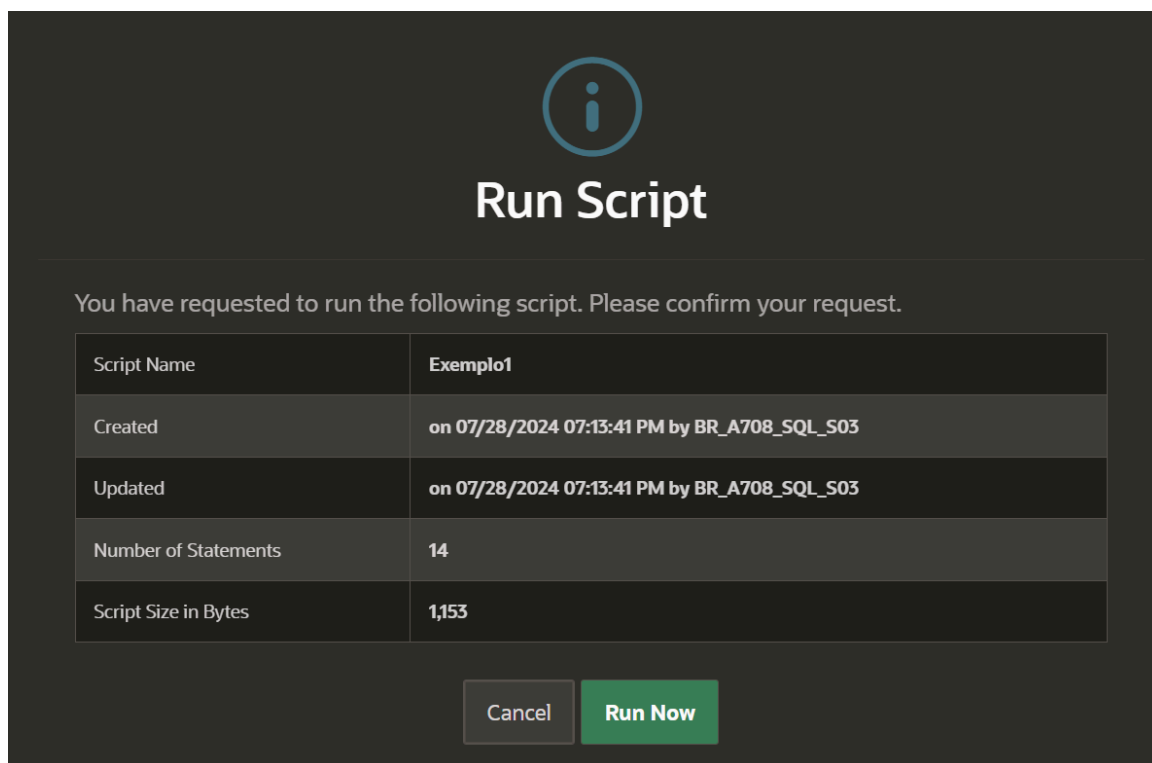 Run Script
You have requested to run the following script. Please confirm your request.
Script Name Exemplo1
Created on 07/28/2024 07:13:41 PM by BR_A708_SQL_S03
Updated on 07/28/2024 07:13:41 PM by BR_A708_SQL_S03
Number of Statements 14
Script Size in Bytes 1,153
Cancel Run Now